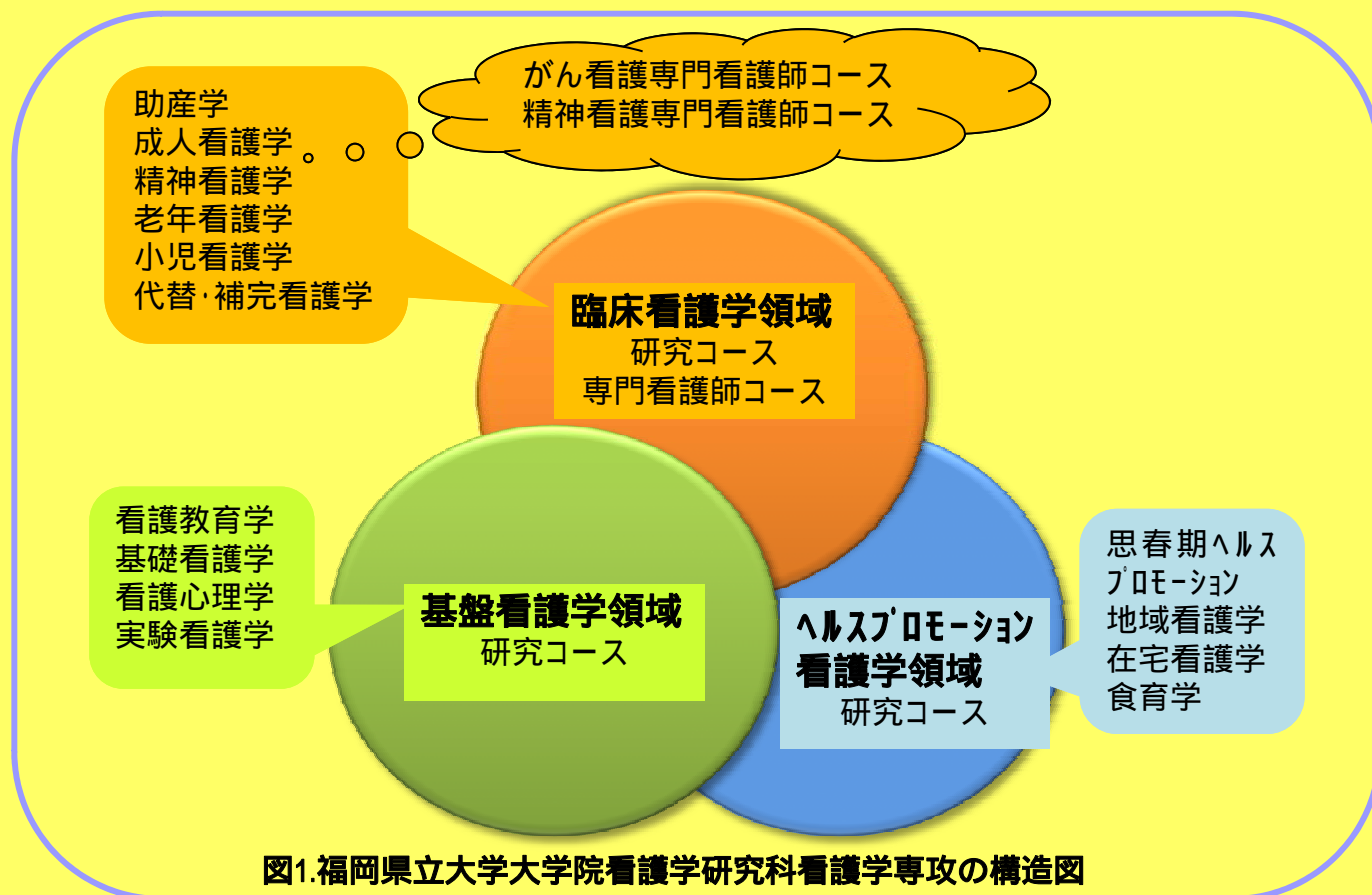 がん看護専門看護師コース
精神看護専門看護師コース
助産学
成人看護学
精神看護学
老年看護学
小児看護学
代替·補完看護学
臨床看護学領域
研究コース
専門看護師コース
看護教育学
基礎看護学
看護心理学
実験看護学
基盤看護学領域
研究コース
ﾍﾙｽﾌﾟﾛﾓｰｼｮﾝ
看護学領域
研究コース
思春期ﾍﾙｽ
ﾌﾟﾛﾓｰｼｮﾝ
地域看護学
在宅看護学
食育学
図1.福岡県立大学大学院看護学研究科看護学専攻の構造図